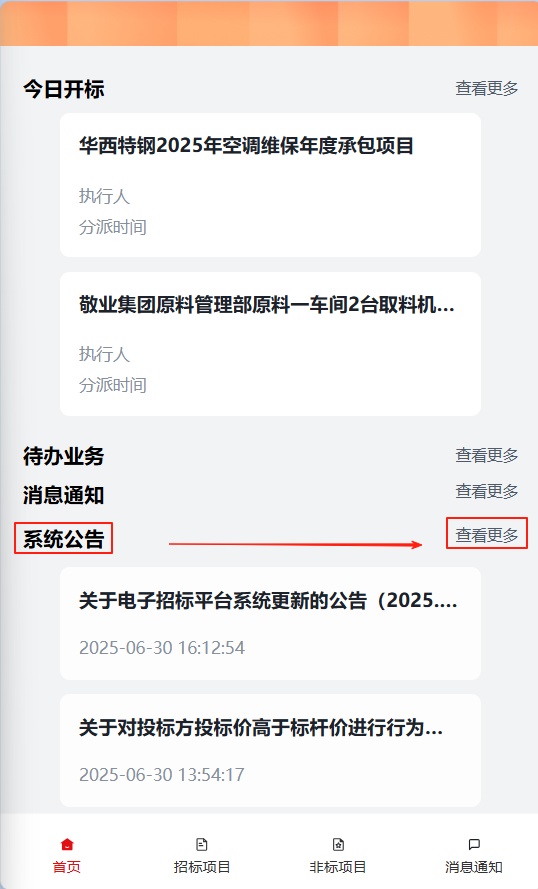 今日开标 查看更多
华西特钢2025年空调维保年度承包项目
执行人
分派时间
敬业集团原料管理部原料一车间2台取料机...
执行人
分派时间
待办业务 查看更多
消息通知 查看更多
系统公告 查看更多
关于电子招标平台系统更新的公告（2025....
2025-06-30 16:12:54
关于对投标方投标价高于标杆价进行行为...
2025-06-30 13:54:17
首页 招标项目 非标项目 消息通知